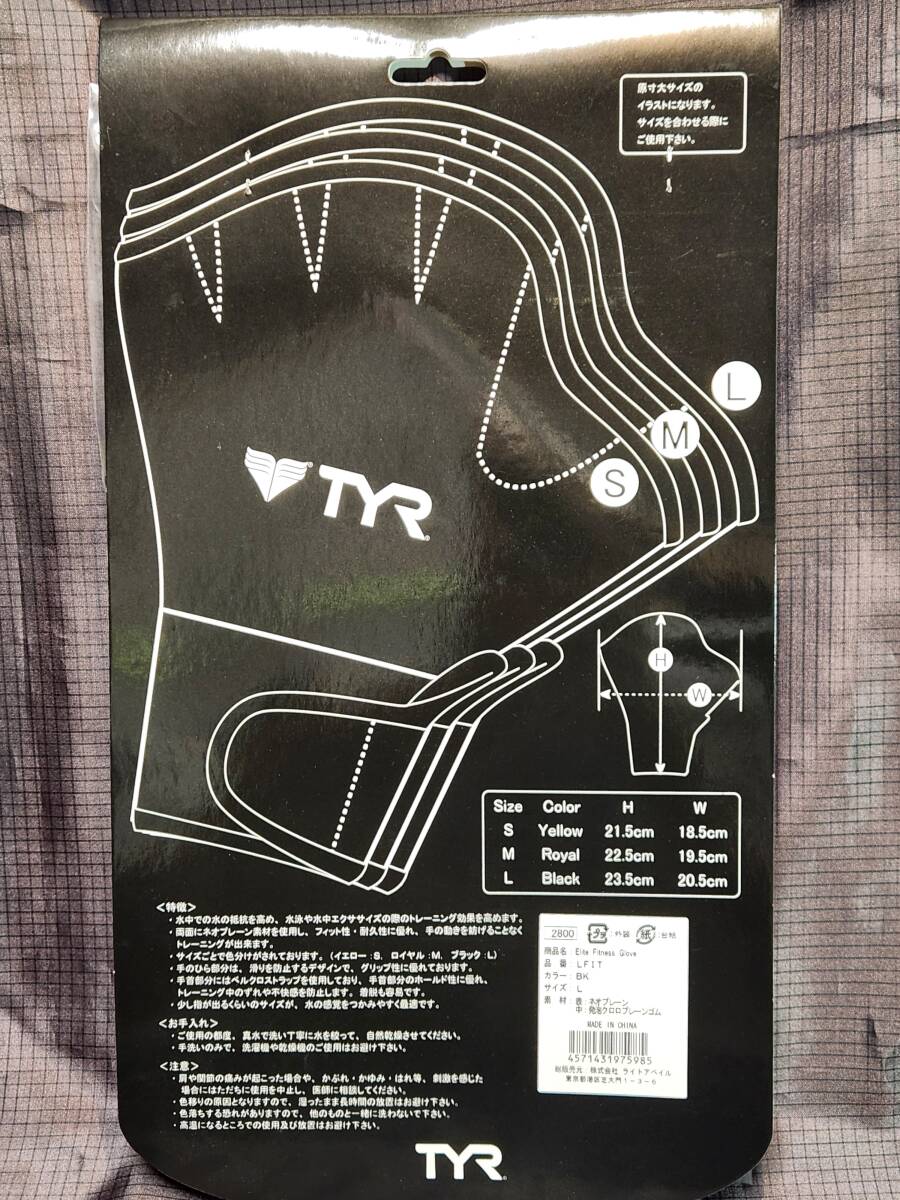 原寸大サイズの
イラストになります。
サイズを合わせる際に
ご使用下さい。
L
M
S
TYR
H
W
Size Color H W
S Yellow 21.5cm 18.5cm
M Royal 22.5cm 19.5cm
L Black 23.5cm 20.5cm
<特徴>
・水中での水の抵抗を高め、水泳や水中エクササイズの際のトレーニング効果を高めます。
・両面にネオプレーン素材を使用し、フィット性・耐久性に優れ、手の動きを妨げることなく
トレーニングが出来ます。
・サイズごとで色分けがされております。(イエロー:S、ロイヤル:M、ブラック:L)
・手のひら部分は、滑りを防止するデザインで、グリップ性に優れております。
・手首部分にはベルクロストラップを使用しており、手首部分のホールド性に優れ、
トレーニング中のずれや不快感を防止します。着脱も容易です。
・少し指が出るくらいのサイズが、水の感覚をつかみやすく最適です。
<お手入れ>
・ご使用の都度、真水で洗い丁寧に水を絞って、自然乾燥させてください。
・手洗いのみで、洗濯機や乾燥機のご使用はお避け下さい。
<注意>
・肩や関節の痛みが起こった場合や、かぶれ・かゆみ・はれ等、刺激を感じた
場合にはただちに使用を中止し、医師に相談してください。
・色移りの原因となりますので、湿ったまま長時間の放置はお避け下さい。
・色落ちする恐れがありますので、他のものと一緒に洗わないで下さい。
・高温になるところでの使用及び放置はお避け下さい。
2800 プラ :外装 紙 :台紙
商品名: Elite Fitness Glove
品 番 : LFIT
カラー: BK
サイズ: L
素 材 : 表:ネオプレーン
中:発泡クロロプレーンゴム
MADE IN CHINA
4571431975985
総販売元: 株式会社 ライトアベイル
東京都港区芝大門1-3-6
TYR